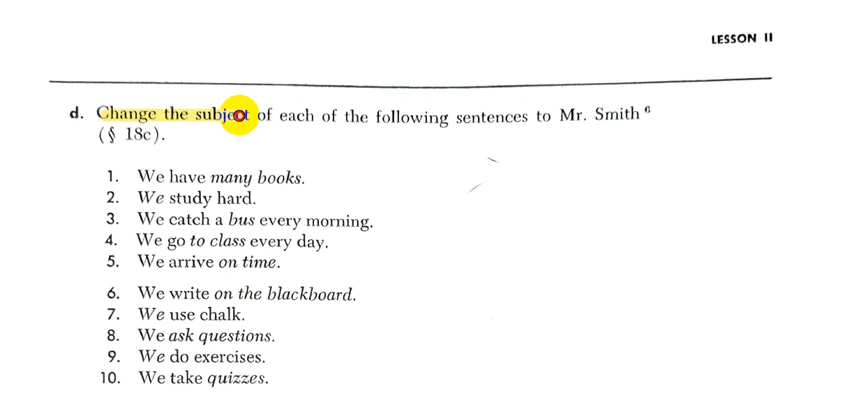 LESSON II
d. Change the subject of each of the following sentences to Mr. Smith 6
(§ 18c).
1. We have many books.
2. We study hard.
3. We catch a bus every morning.
4. We go to class every day.
5. We arrive on time.
6. We write on the blackboard.
7. We use chalk.
8. We ask questions.
9. We do exercises.
10. We take quizzes.